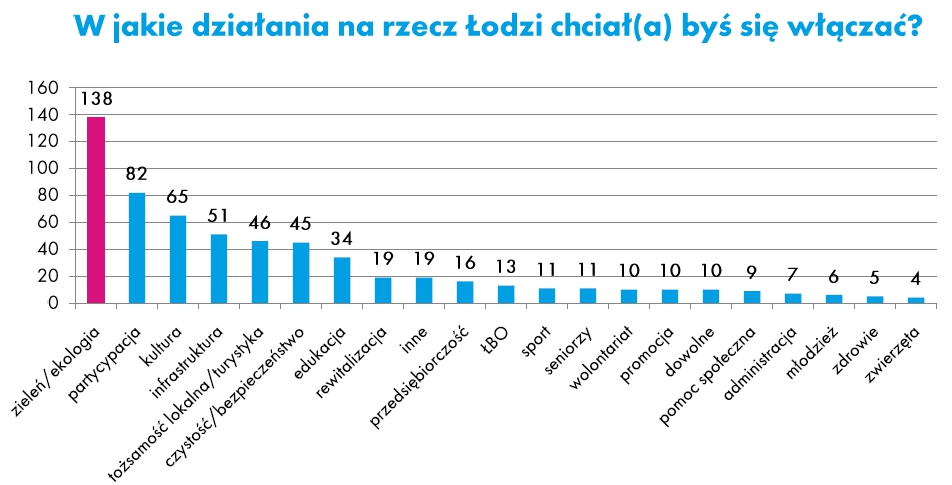 W jakie działania na rzecz Łodzi chciał(a) byś się włączać?
160
140
120
100
80
60
40
20
0
138
82
65
51
46
45
34
19
19
16
13
11
11
10
10
10
9
7
6
5
4
zieleń/ekologia
partycypacja
kultura
infrastruktura
tożsamość lokalna/turystyka
czystość/bezpieczeństwo
edukacja
rewitalizacja
inne
przedsiębiorczość
ŁBO
sport
seniorzy
wolontariat
promocja
dowolne
pomoc społeczna
administracja
młodzież
zdrowie
zwierzęta